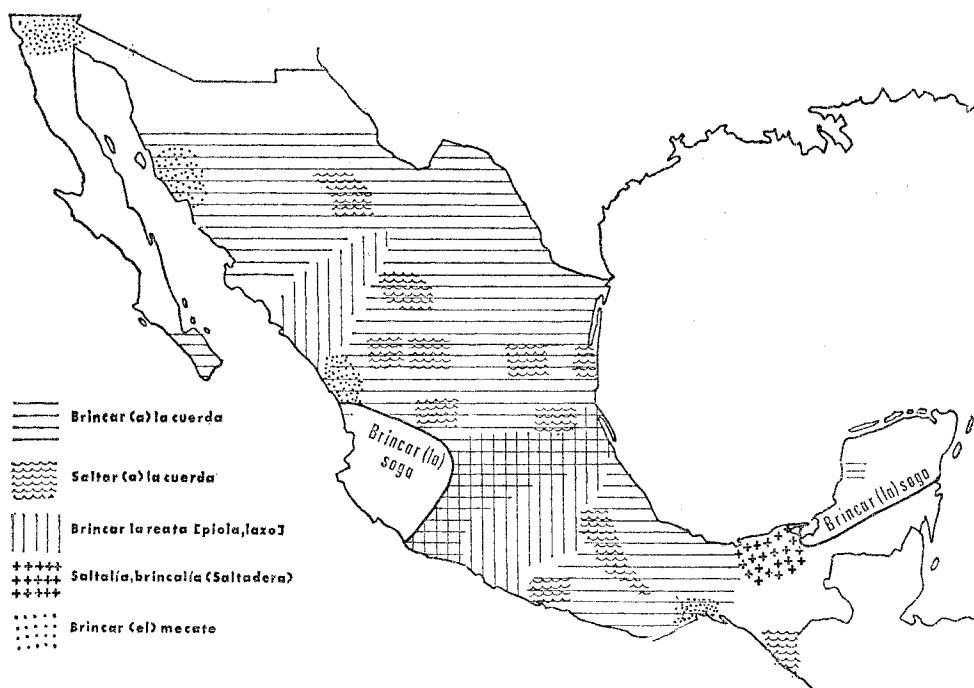 Brincar (la)
soga
Brincar (la) soga
Brincar (a) la cuerda
Saltar (a) la cuerda
Brincar la reata [piola, lazo]
Saltalía, brincalía (Saltadera)
Brincar (el) mecate